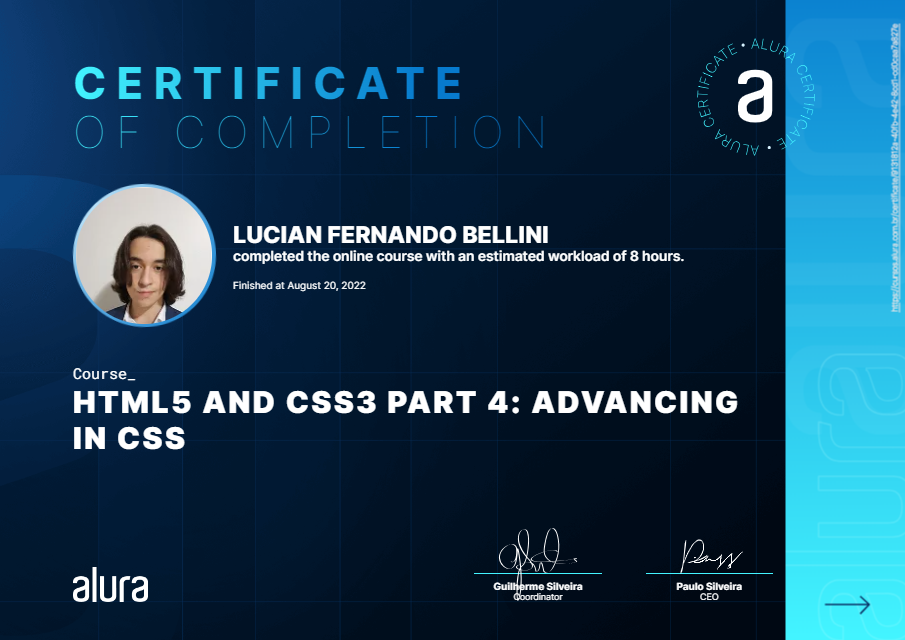 CERTIFICATE
OF COMPLETION
ALURA CERTIFICATE • ALURA CERTIFICATE •
a
LUCIAN FERNANDO BELLINI
completed the online course with an estimated workload of 8 hours.
Finished at August 20, 2022
Course_
HTML5 AND CSS3 PART 4: ADVANCING
IN CSS
alura
Guilherme Silveira
Coordinator
Paulo Silveira
CEO
alura